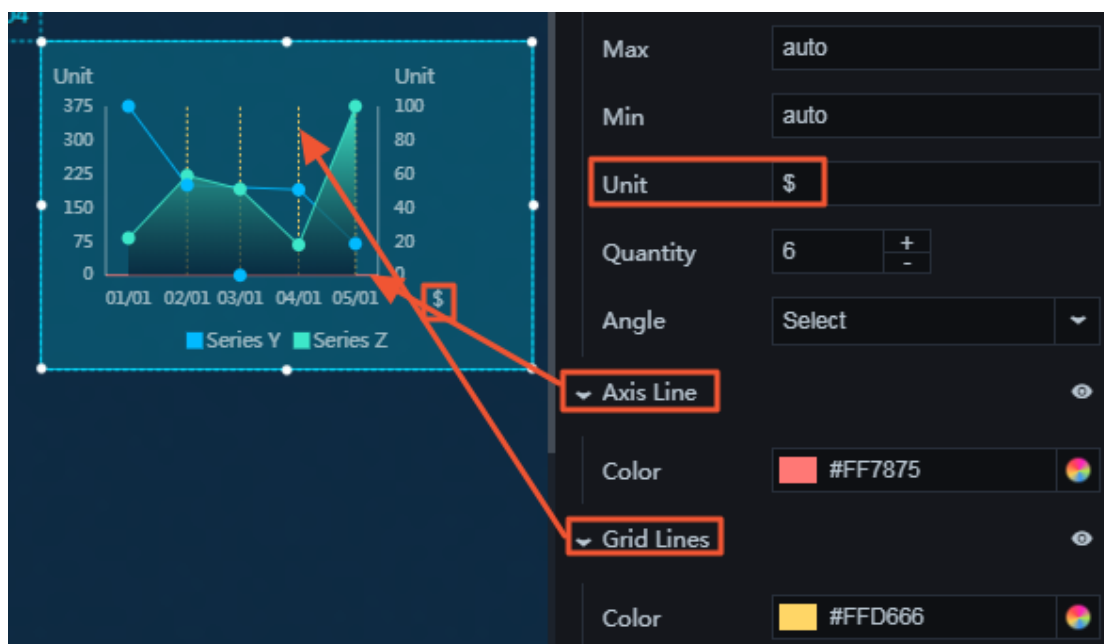 04
Unit Unit
375 100
300 80
225 60
150 40
75 20
0 0
01/01 02/01 03/01 04/01 05/01 $
Series Y Series Z
Max auto
Min auto
Unit $
Quantity 6 + -
Angle Select
Axis Line
Color #FF7875
Grid Lines
Color #FFD666